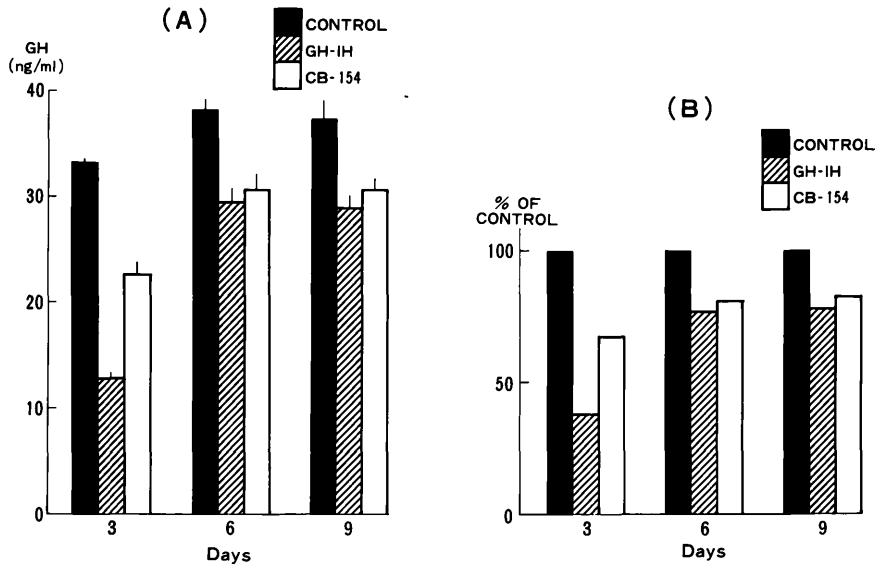 (A)
CONTROL
GH-IH
CB-154
GH
(ng/ml)
40
30
20
10
0
3 6 9
Days
(B)
CONTROL
GH-IH
CB-154
% OF
CONTROL
100
50
0
3 6 9
Days